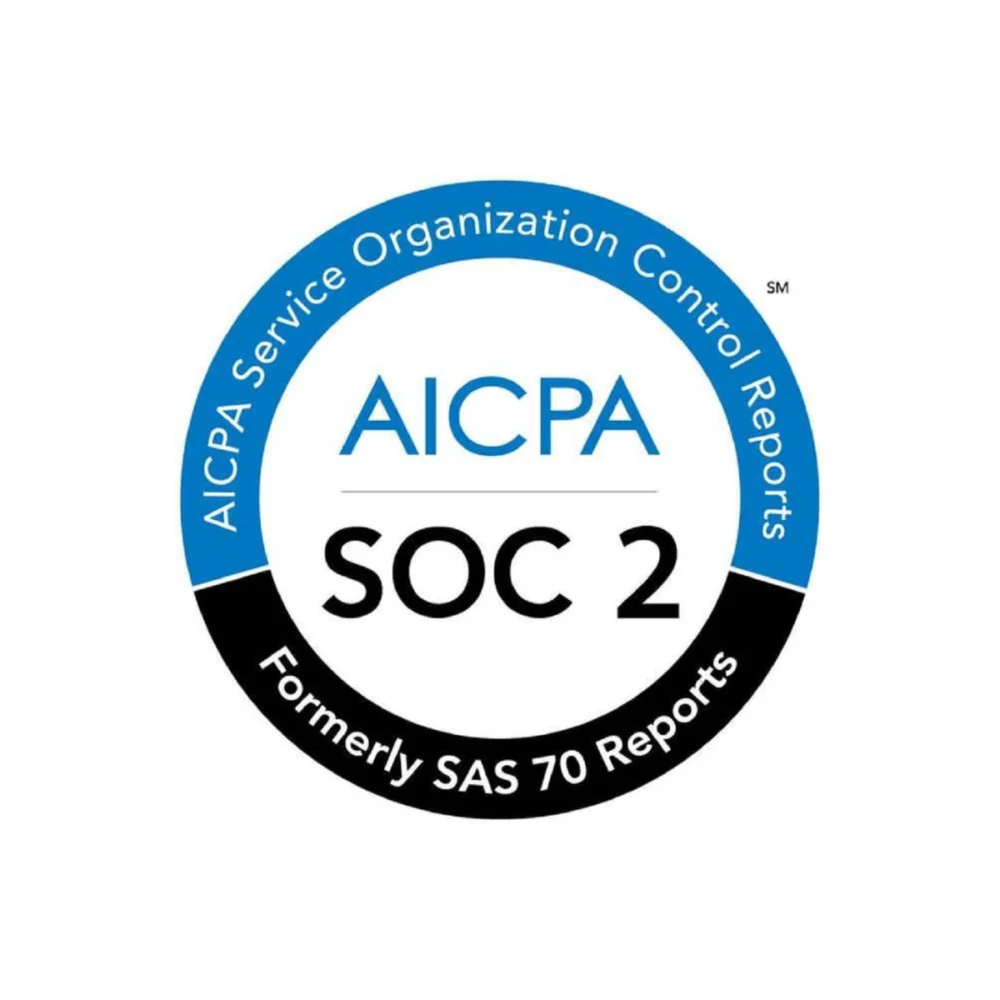 AICPA Service Organization Control Reports
SM
AICPA
SOC 2
Formerly SAS 70 Reports